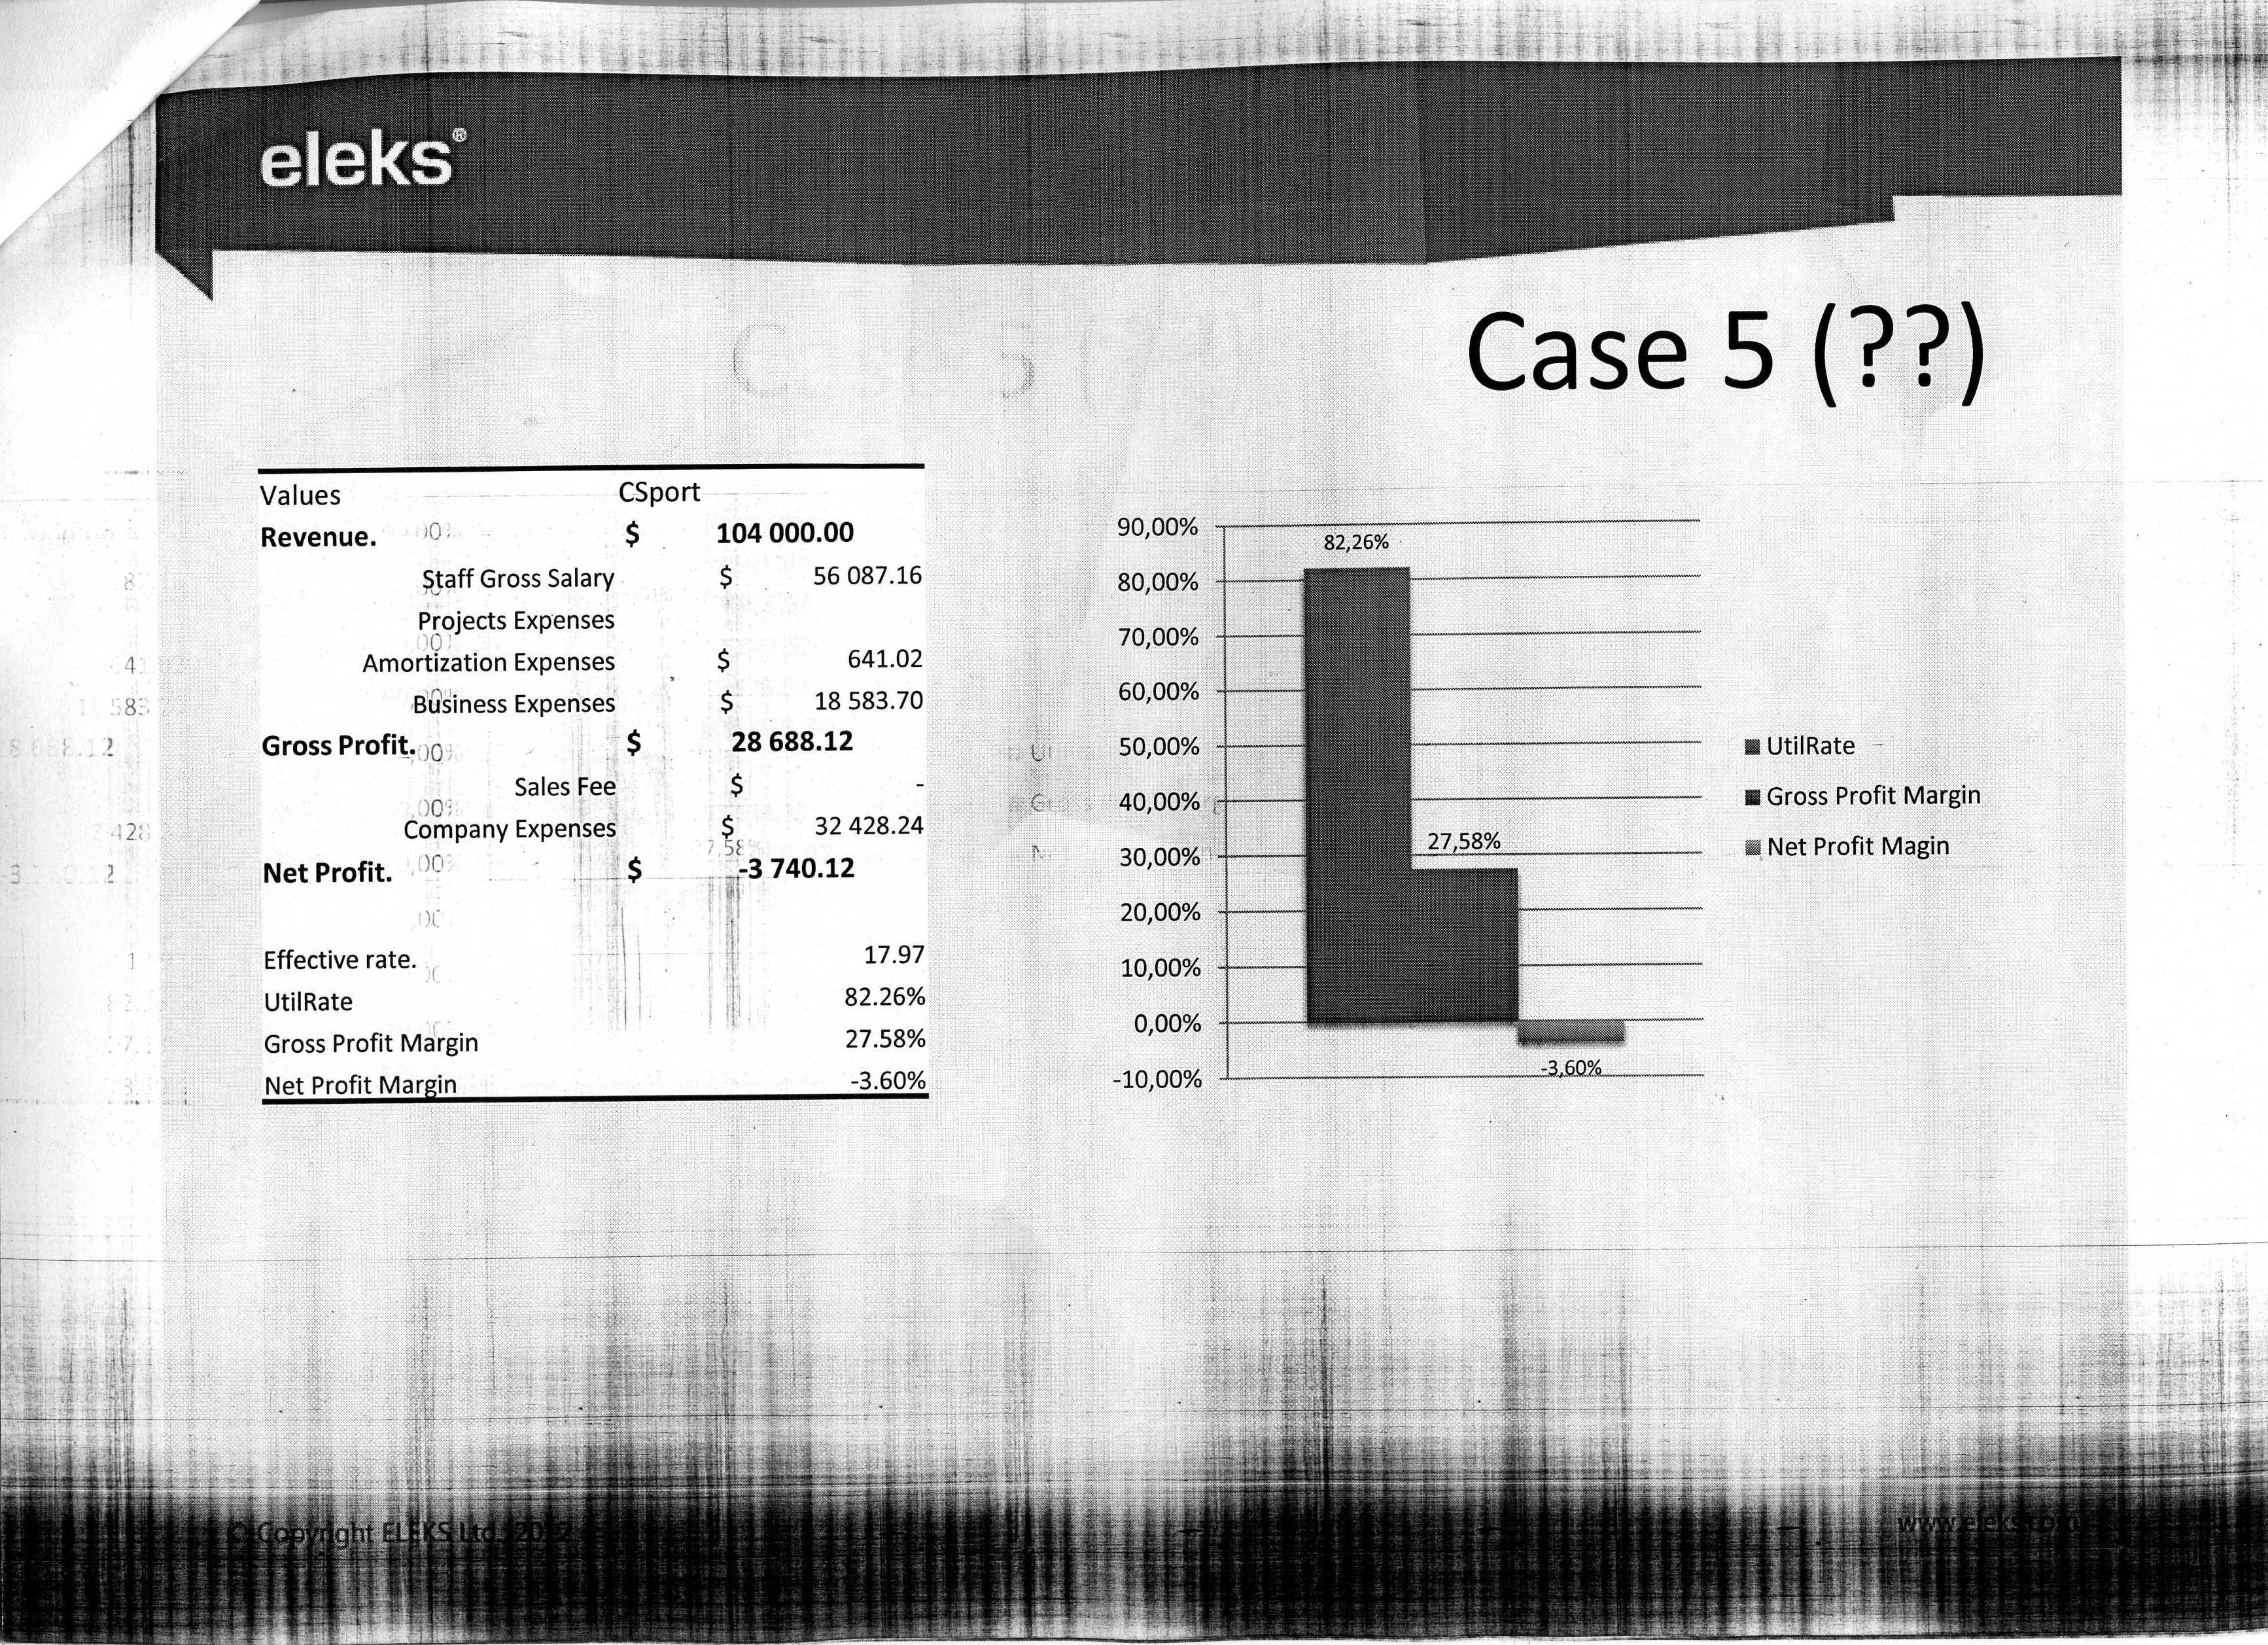 eleks®
Case 5 (??)
Values CSport
Revenue. $ 104 000.00
Staff Gross Salary $ 56 087.16
Projects Expenses
Amortization Expenses $ 641.02
Business Expenses $ 18 583.70
Gross Profit. $ 28 688.12
Sales Fee $ -
Company Expenses $ 32 428.24
Net Profit. $ -3 740.12
Effective rate. 17.97
UtilRate 82.26%
Gross Profit Margin 27.58%
Net Profit Margin -3.60%
90,00%
82,26%
80,00%
70,00%
60,00%
50,00%
40,00%
30,00%
27,58%
20,00%
10,00%
0,00%
-10,00%
-3,60%
UtilRate
Gross Profit Margin
Net Profit Magin
© Copyright ELEKS Ltd.
www.eleks.com